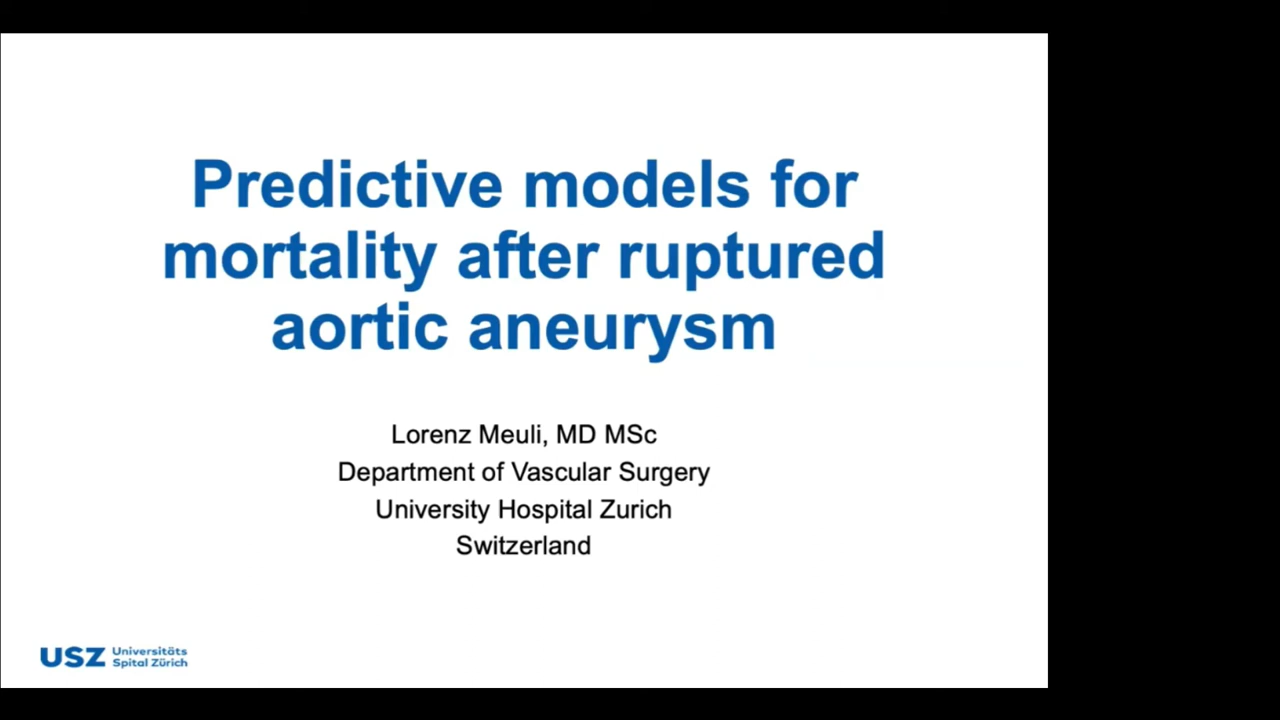 Predictive models for
mortality after ruptured
aortic aneurysm
Lorenz Meuli, MD MSc
Department of Vascular Surgery
University Hospital Zurich
Switzerland
USZ Universitäts
Spital Zürich